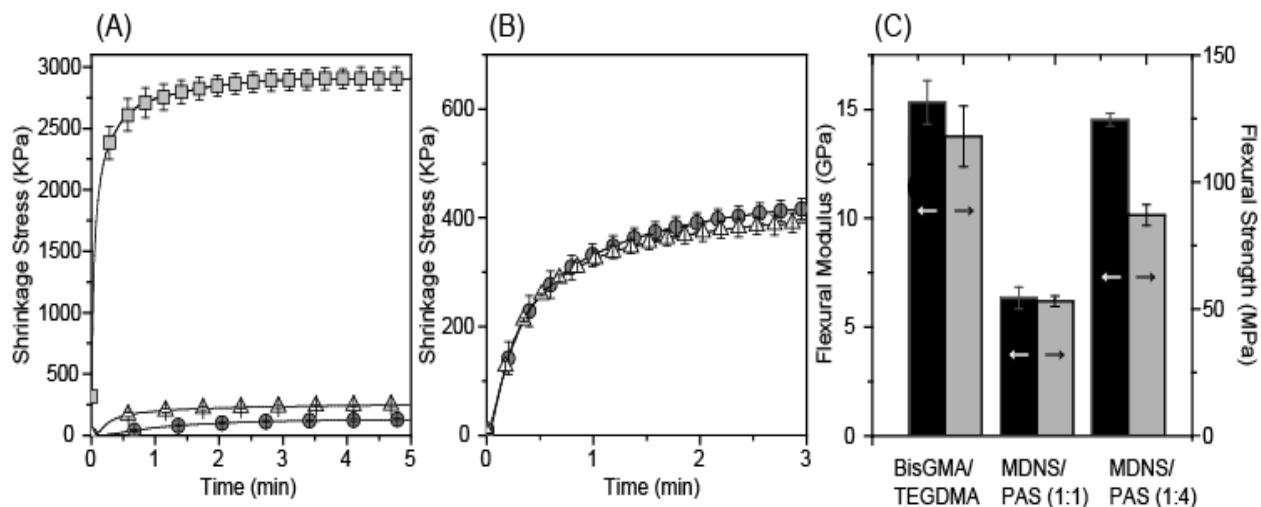 (A)
(B)
(C)
3000
2500
2000
1500
1000
500
250
0
0
1
2
3
4
5
Shrinkage Stress (KPa)
Time (min)
600
400
200
0
0
1
2
3
Shrinkage Stress (KPa)
Time (min)
15
10
5
0
Flexural Modulus (GPa)
150
100
50
0
Flexural Strength (MPa)
BisGMA/
TEGDMA
MDNS/
PAS (1:1)
MDNS/
PAS (1:4)